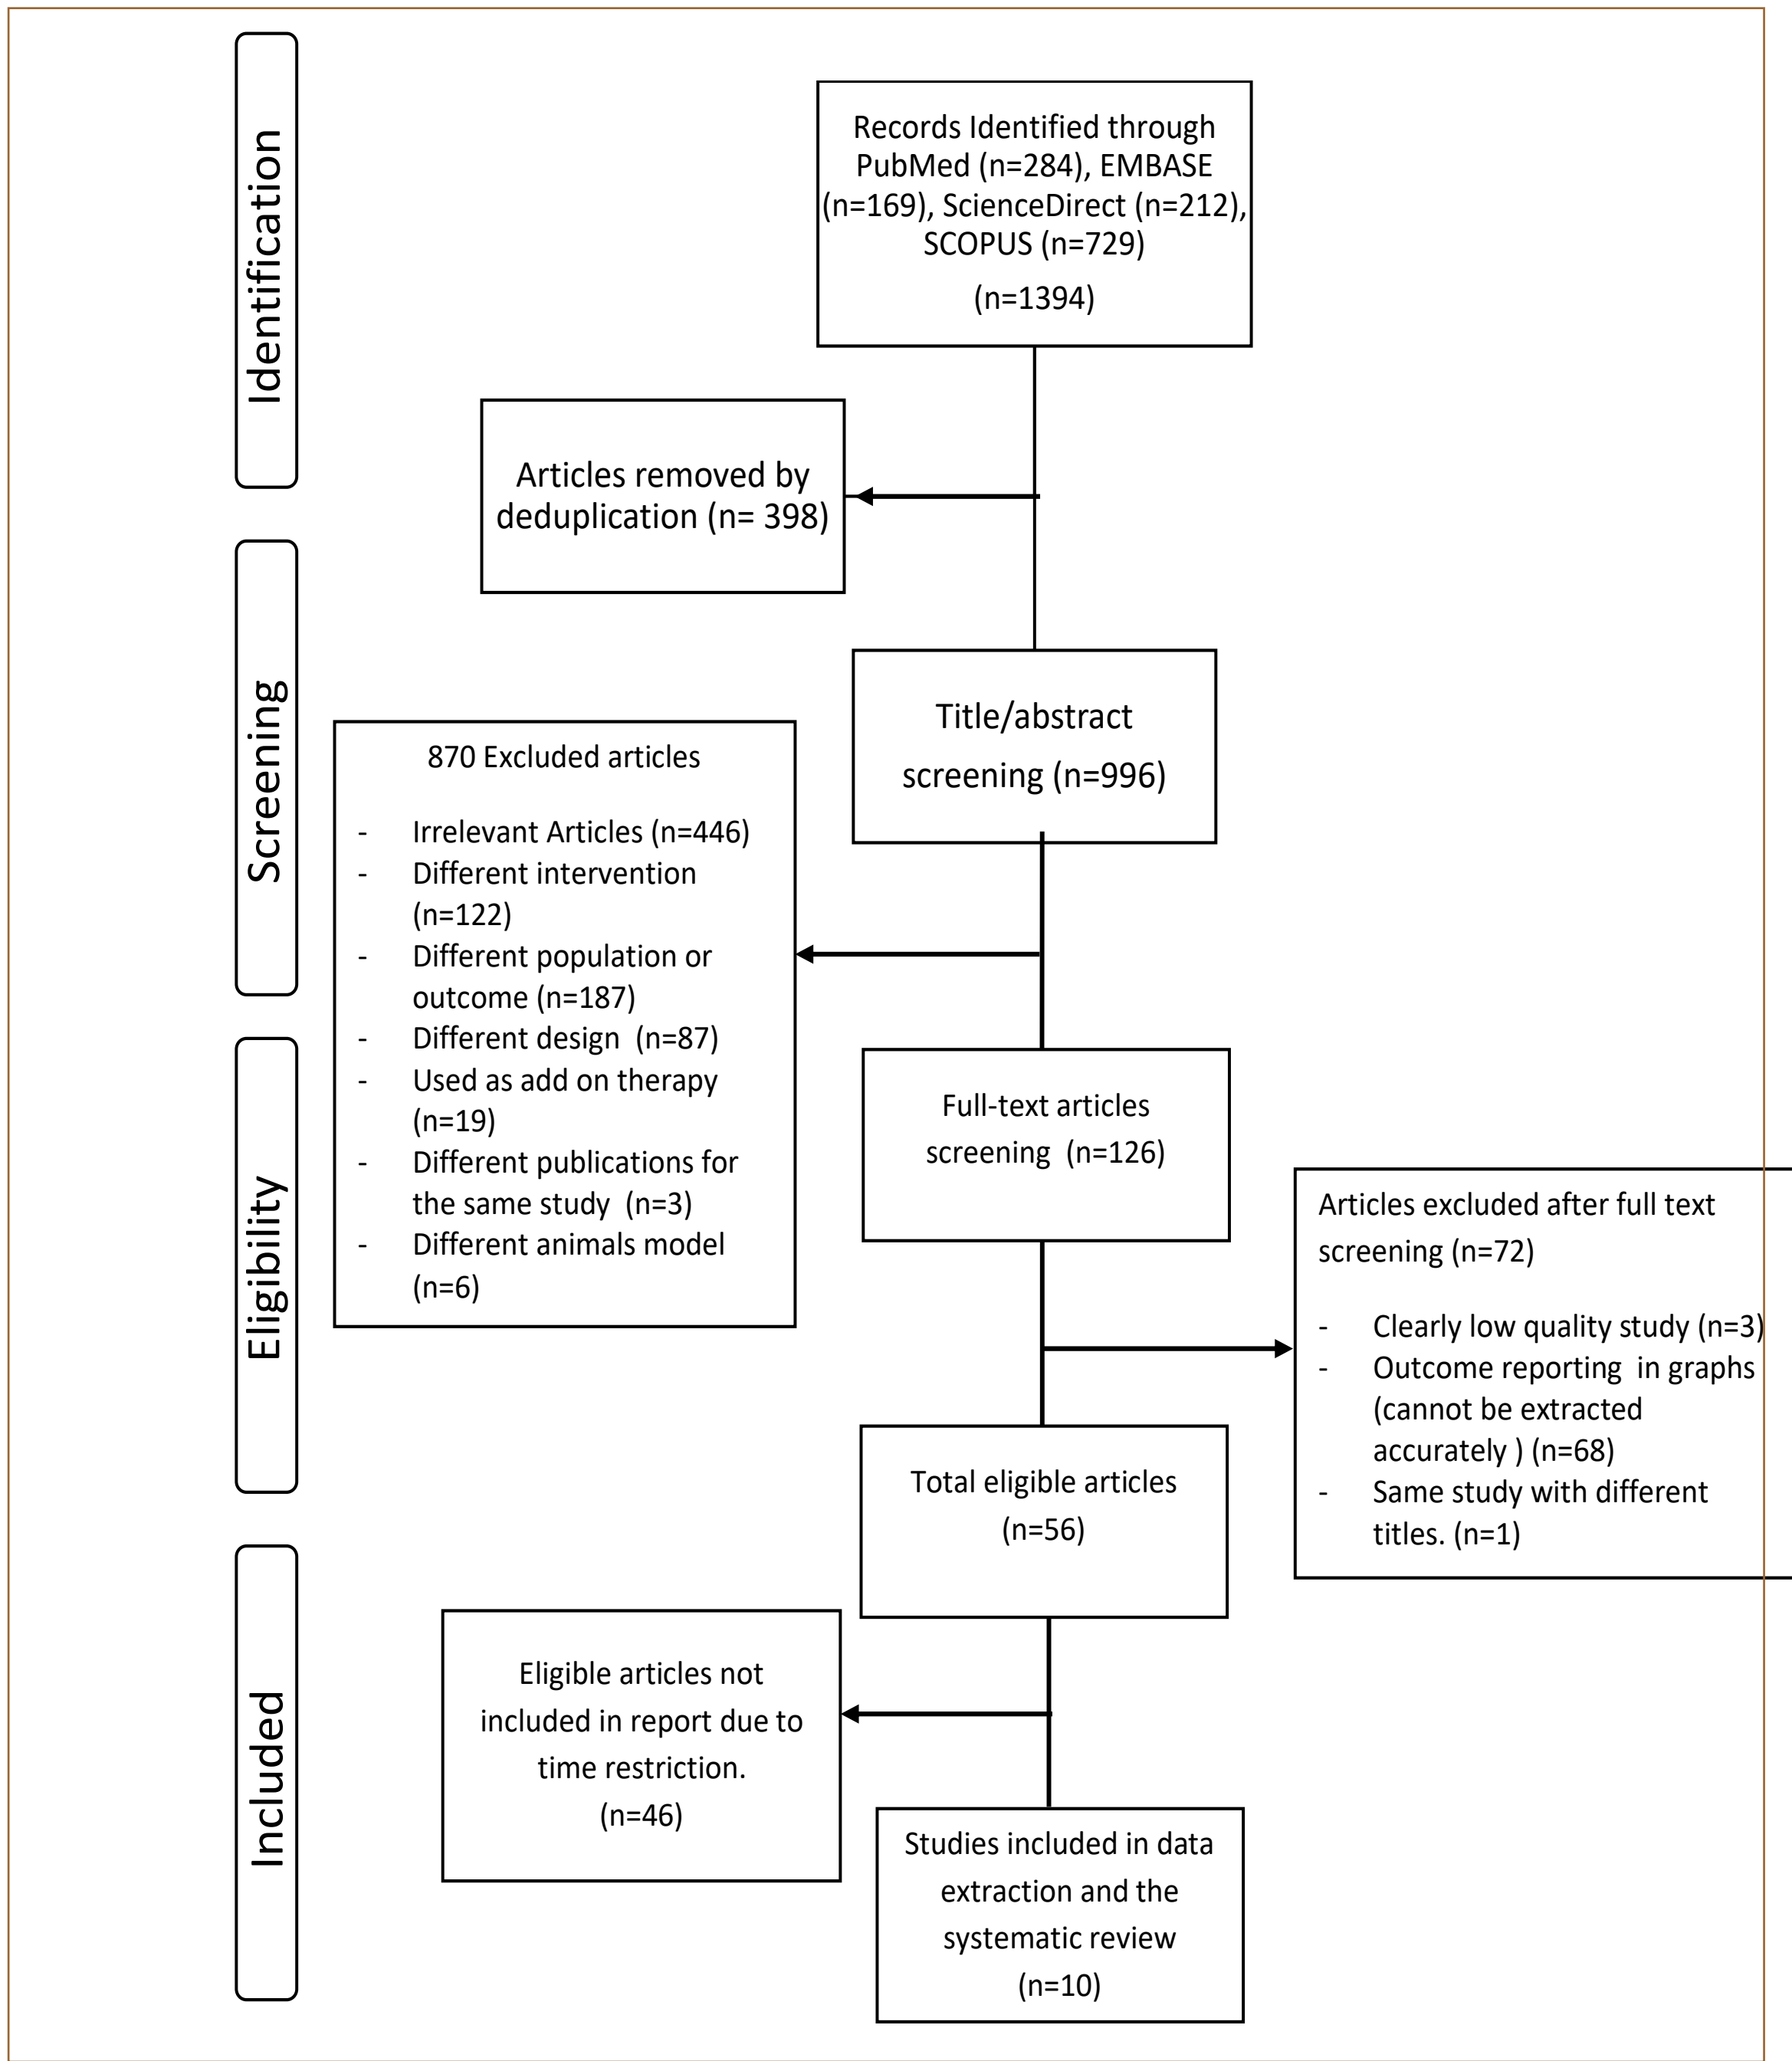 Identification
Records Identified through
PubMed (n=284), EMBASE
(n=169), ScienceDirect (n=212),
SCOPUS (n=729)
(n=1394)
Articles removed by
deduplication (n= 398)
Screening
Title/abstract
screening (n=996)
870 Excluded articles
- Irrelevant Articles (n=446)
- Different intervention
(n=122)
- Different population or
outcome (n=187)
- Different design (n=87)
- Used as add on therapy
(n=19)
- Different publications for
the same study (n=3)
- Different animals model
(n=6)
Eligibility
Full-text articles
screening (n=126)
Articles excluded after full text
screening (n=72)
- Clearly low quality study (n=3)
- Outcome reporting in graphs
(cannot be extracted
accurately ) (n=68)
- Same study with different
titles. (n=1)
Total eligible articles
(n=56)
Included
Eligible articles not
included in report due to
time restriction.
(n=46)
Studies included in data
extraction and the
systematic review
(n=10)